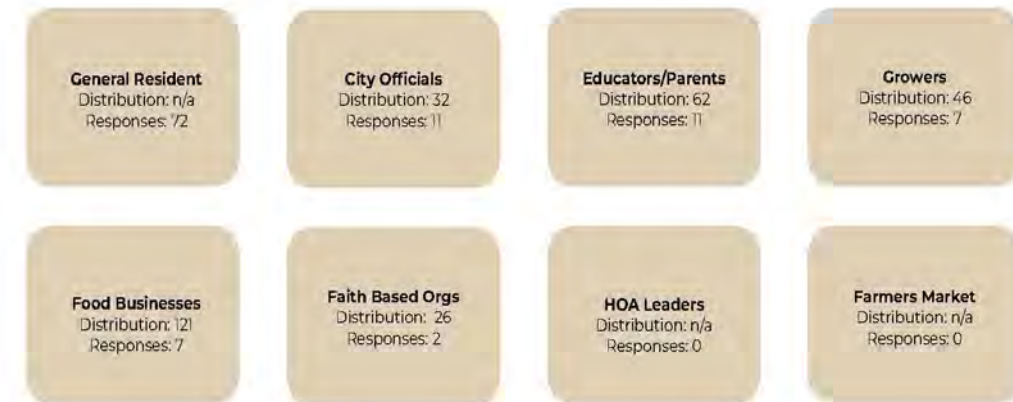 General Resident
Distribution: n/a
Responses: 72
City Officials
Distribution: 32
Responses: 11
Educators/Parents
Distribution: 62
Responses: 11
Growers
Distribution: 46
Responses: 7
Food Businesses
Distribution: 121
Responses: 7
Faith Based Orgs
Distribution: 26
Responses: 2
HOA Leaders
Distribution: n/a
Responses: 0
Farmers Market
Distribution: n/a
Responses: 0